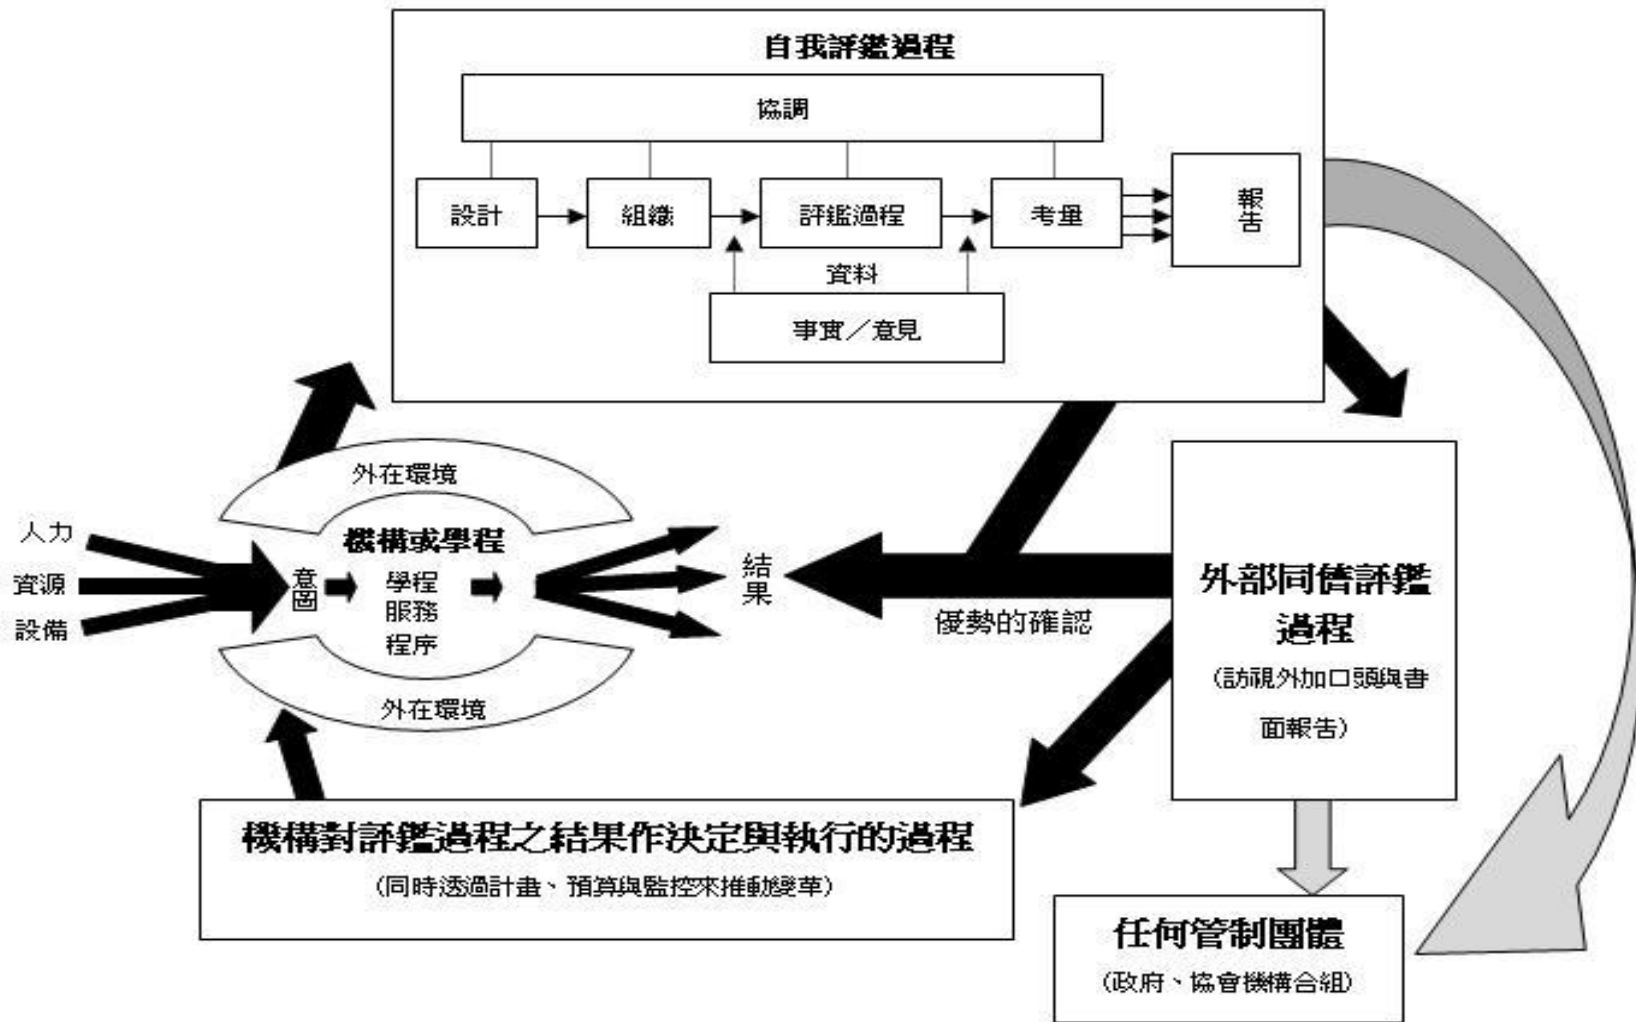 自我評鑑過程
協調
設計
組織
評鑑過程
考量
報告
資料
事實／意見
外在環境
人力
資源
設備
意圖
機構或學程
學程
服務
程序
結果
外在環境
優勢的確認
外部同儕評鑑
過程
(訪視外加口頭與書
面報告)
機構對評鑑過程之結果作決定與執行的過程
(同時透過計畫、預算與監控來推動變革)
任何管制團體
(政府、協會機構合組)